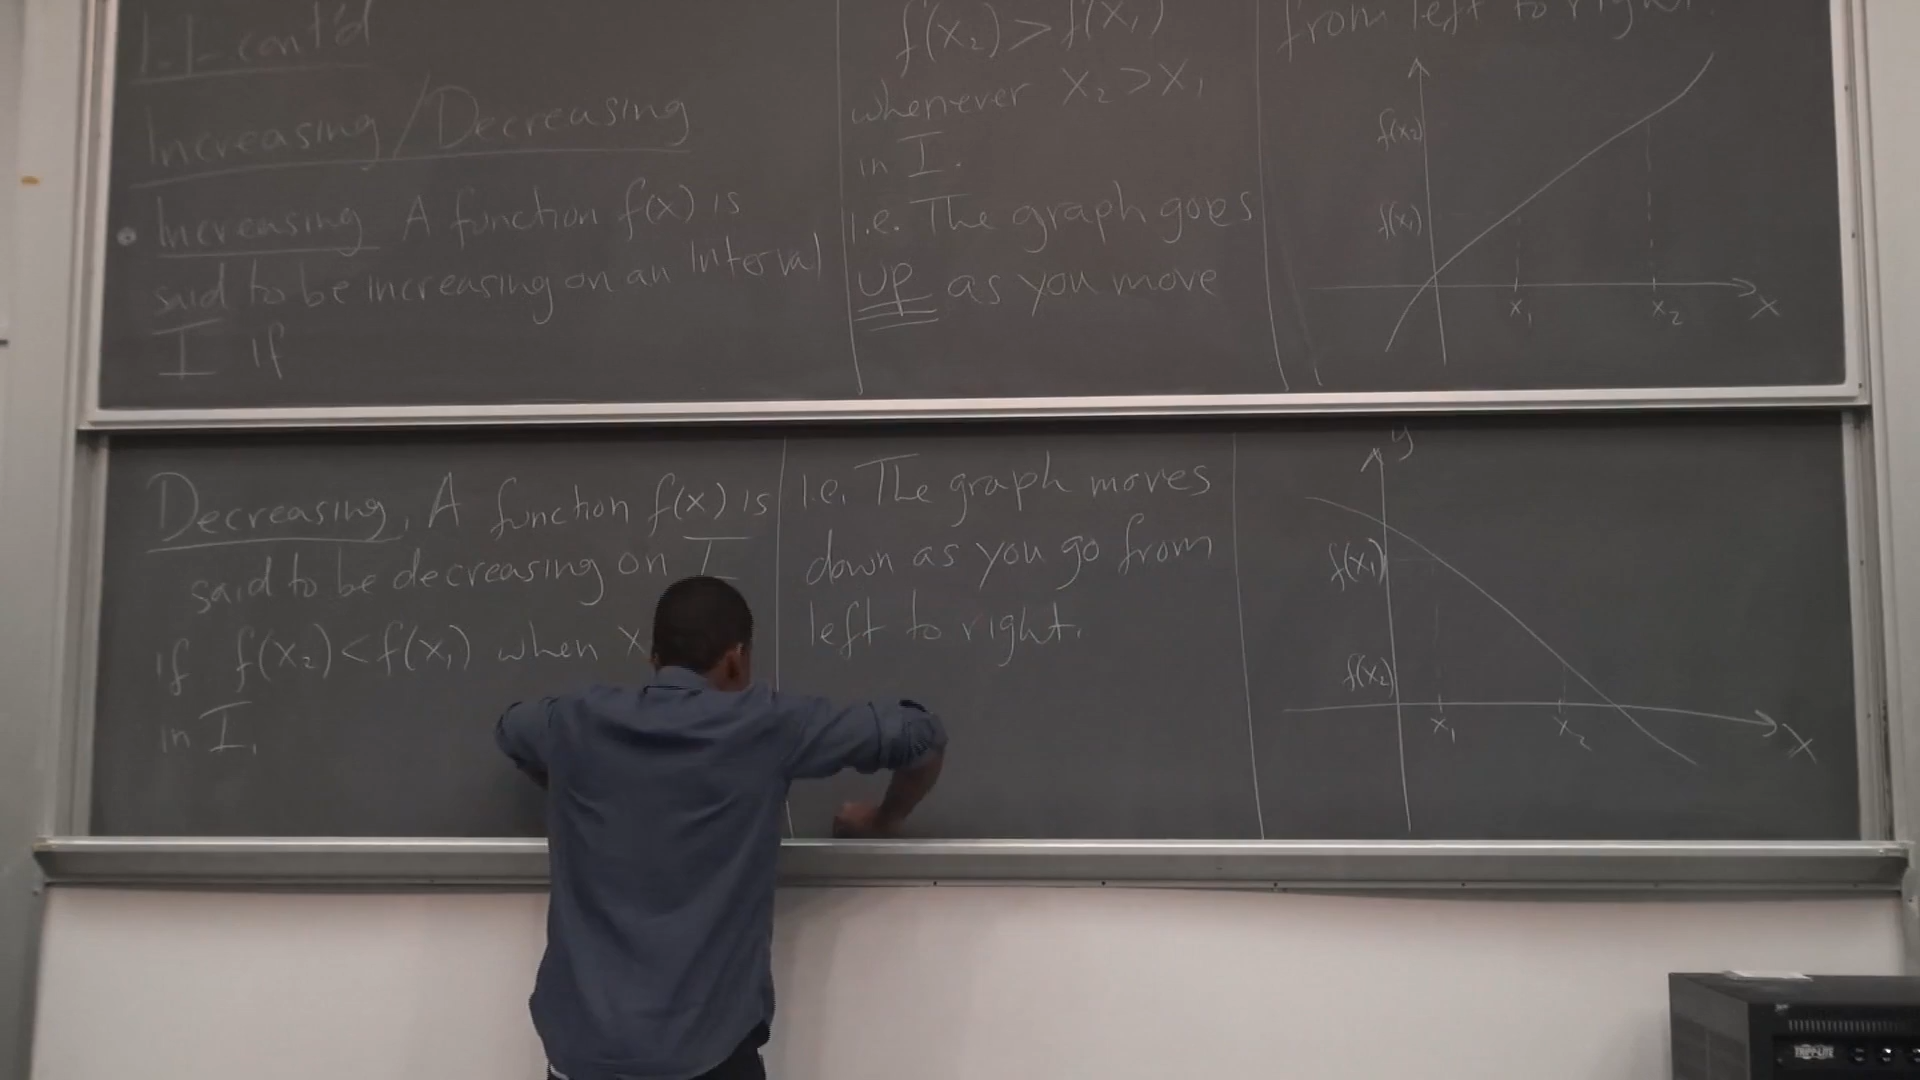 1.1-cont'd
Increasing/Decreasing
• Increasing. A function f(x) is
said to be increasing on an interval
I if
f(x₂) > f(x₁)
whenever x₂ > x₁
in I.
i.e. The graph goes
up as you move
from left to right.
f(x₂)
f(x₁)
x₁ x₂ x
Decreasing, A function f(x) is
said to be decreasing on I
if f(x₂) < f(x₁) when x
in I.
i.e. The graph moves
down as you go from
left to right.
y
f(x₁)
f(x₂)
x₁ x₂ x
TRIPP-LITE